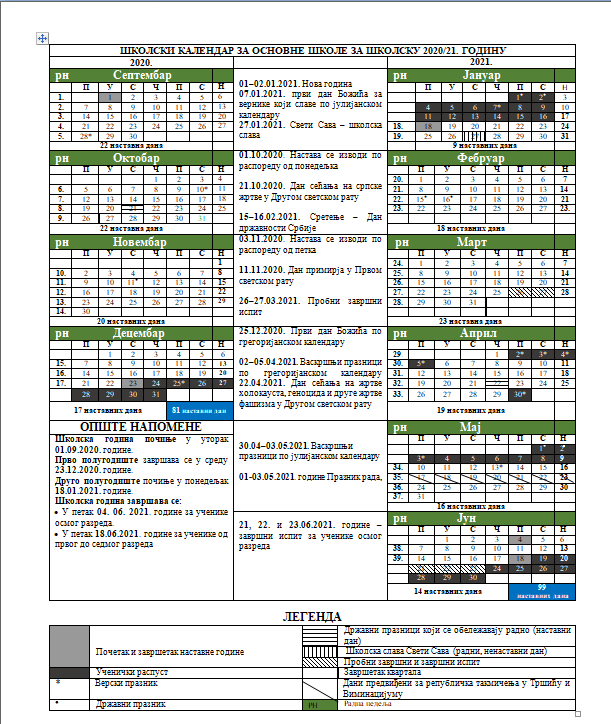 ШКОЛСКИ КАЛЕНДАР ЗА ОСНОВНЕ ШКОЛЕ ЗА ШКОЛСКУ 2020/21. ГОДИНУ
2020.
2021.
рн Септембар
П У С Ч П С Н
1. 1 2 3 4 5 6
2. 7 8 9 10 11 12 13
3. 14 15 16 17 18 19 20
4. 21 22 23 24 25 26 27
5. 28* 29 30
22 наставна дана
рн Октобар
1 2 3 4
6. 5 6 7 8 9 10* 11
7. 12 13 14 15 16 17 18
8. 19 20 21 22 23 24 25
9. 26 27 28 29 30 31
22 наставна дана
рн Новембар
1
10. 2 3 4 5 6 7 8
11. 9 10 11* 12 13 14 15
12. 16 17 18 19 20 21 22
13. 23 24 25 26 27 28 29
14. 30
20 наставних дана
рн Децембар
1 2 3 4 5 6
15. 7 8 9 10 11 12 13
16. 14 15 16 17 18 19 20
17. 21 22 23 24 25* 26 27
28 29 30 31
17 наставних дана
81 наставни дан
ОПШТЕ НАПОМЕНЕ
Школска година почиње у уторак
01.09.2020. године.
Прво полугодиште завршава се у среду
23.12.2020. године.
Друго полугодиште почиње у понедељак
18.01.2021. године.
Школска година завршава се:
• У петак 04. 06. 2021. године за ученике
осмог разреда.
• У петак 18.06.2021. године за ученике од
првог до седмог разреда
01–02.01.2021. Нова година
07.01.2021. први дан Божића за
вернике који славе по јулијанском
календару
27.01.2021. Свети Сава – школска
слава
01.10.2020. Настава се изводи по
распореду од понедељка
21.10.2020. Дан сећања на српске
жртве у Другом светском рату
15–16.02.2021. Сретење – Дан
државности Србије
03.11.2020. Настава се изводи по
распореду од петка
11.11.2020. Дан примирја у Првом
светском рату
26–27.03.2021. Пробни завршни
испит
25.12.2020. Први дан Божића по
грегоријанском календару
02–05.04.2021. Васкршњи празници
по грегоријанском календару
22.04.2021. Дан сећања на жртве
холокауста, геноцида и друге жртве
фашизма у Другом светском рату
30.04–03.05.2021. Васкршњи
празници по јулијанском календару
01-03.05.2021. године Празник рада,
21, 22. и 23.06.2021. године –
завршни испит за ученике осмог
разреда
рн Јануар
П У С Ч П С Н
1* 2* 3
4 5 6 7* 8 9 10
11 12 13 14 15 16 17
18. 18 19 20 21 22 23 24
19. 25 26 27 28 29 30 31
9 наставних дана
рн Фебруар
20. 1 2 3 4 5 6 7
21. 8 9 10 11 12 13 14
22. 15* 16* 17 18 19 20 21
23. 22 23 24 25 26 27 28.
18 наставних дана
рн Март
24. 1 2 3 4 5 6 7
25. 8 9 10 11 12 13 14
26. 15 16 17 18 19 20 21
27. 22 23 24 25 28
28. 29 30 31
23 наставна дана
рн Април
29 1 2* 3* 4*
30. 5* 6 7 8 9 10 11
31. 12 13 14 15 16 17 18
32. 19 20 21 22 23 24 25
33. 26 27 28 29 30*
19 наставних дана
рн Мај
П У С Ч П С Н
1* 2*
3* 4 5 6 7 8 9
34. 10 11 12 13* 14 15 16
35. 17 18 19 20 21 22 23
36. 24 25 26 27 28 29 30
37. 31
16 наставних дана
рн Јун
П У С Ч П С Н
1 2 3 4 5 6
38. 7 8 9 10 11 12 13
39. 14 15 16 17 18 19 20
24 25 26 27
28 29 30
14 наставних дана
99
наставних дана
ЛЕГЕНДА
Почетак и завршетак наставне године
Ученички распуст
* Верски празник
• Државни празник
Државни празници који се обележавају радно (наставни
дан)
Школска слава Свети Сава (радни, ненаставни дан)
Пробни завршни и завршни испит
Завршетак квартала
Дани предвиђени за републичка такмичења у Тршићу и
Виминацијуму
РН Радна недеља